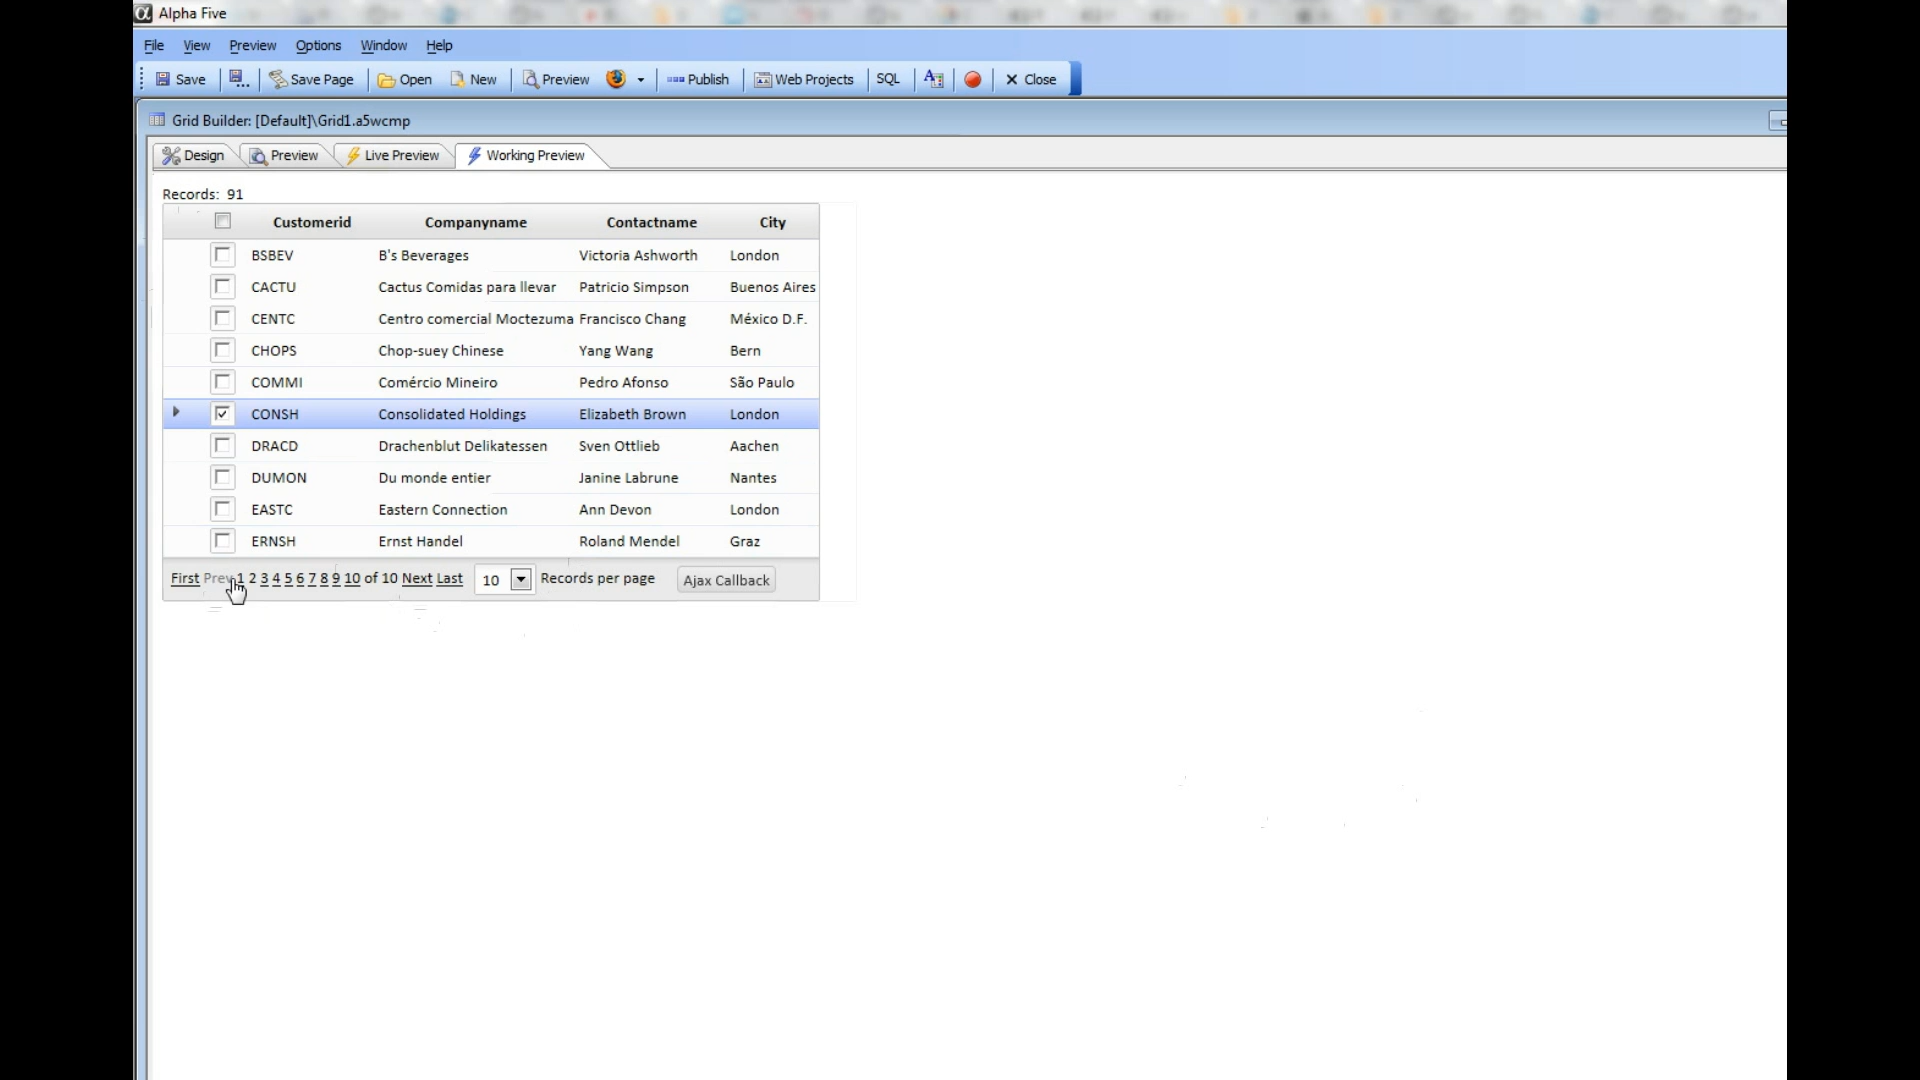 Alpha Five
File View Preview Options Window Help
Save Save Page Open New Preview Publish Web Projects SQL Close
Grid Builder: [Default]\Grid1.a5wcmp
Design Preview Live Preview Working Preview
Records: 91
Customerid Companyname Contactname City
BSBEV B's Beverages Victoria Ashworth London
CACTU Cactus Comidas para llevar Patricio Simpson Buenos Aires
CENTC Centro comercial Moctezuma Francisco Chang México D.F.
CHOPS Chop-suey Chinese Yang Wang Bern
COMMI Comércio Mineiro Pedro Afonso São Paulo
CONSH Consolidated Holdings Elizabeth Brown London
DRACD Drachenblut Delikatessen Sven Ottlieb Aachen
DUMON Du monde entier Janine Labrune Nantes
EASTC Eastern Connection Ann Devon London
ERNSH Ernst Handel Roland Mendel Graz
First Prev 1 2 3 4 5 6 7 8 9 10 of 10 Next Last 10 Records per page Ajax Callback